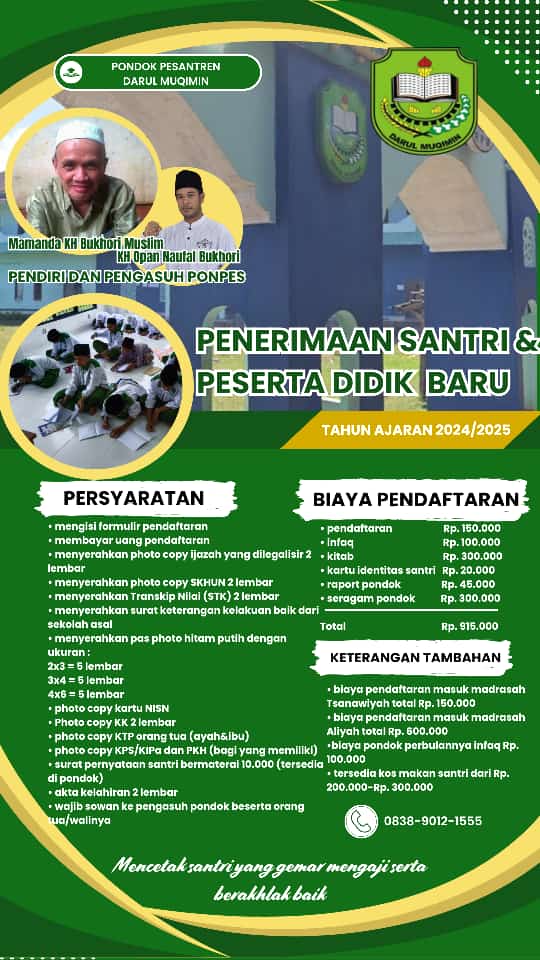 PONDOK PESANTREN
DARUL MUQIMIN
DARUL MUQIMIN
Mamanda KH Bukhori Muslim
KH Opan Naufal Bukhori
PENDIRI DAN PENGASUH PONPES
PENERIMAAN SANTRI &
PESERTA DIDIK BARU
TAHUN AJARAN 2024/2025
PERSYARATAN
• mengisi formulir pendaftaran
• membayar uang pendaftaran
• menyerahkan photo copy ijazah yang dilegalisir 2
lembar
• menyerahkan photo copy SKHUN 2 lembar
• menyerahkan Transkip Nilai (STK) 2 lembar
• menyerahkan surat keterangan kelakuan baik dari
sekolah asal
• menyerahkan pas photo hitam putih dengan
ukuran :
2x3 = 5 lembar
3x4 = 5 lembar
4x6 = 5 lembar
• photo copy kartu NISN
• Photo copy KK 2 lembar
• photo copy KTP orang tua (ayah&ibu)
• photo copy KPS/KIPa dan PKH (bagi yang memiliki)
• surat pernyataan santri bermaterai 10.000 (tersedia
di pondok)
• akta kelahiran 2 lembar
• wajib sowan ke pengasuh pondok beserta orang
tua/walinya
BIAYA PENDAFTARAN
• pendaftaran Rp. 150.000
• infaq Rp. 100.000
• kitab Rp. 300.000
• kartu identitas santri Rp. 20.000
• raport pondok Rp. 45.000
• seragam pondok Rp. 300.000
Total Rp. 915.000
KETERANGAN TAMBAHAN
• biaya pendaftaran masuk madrasah
Tsanawiyah total Rp. 150.000
• biaya pendaftaran masuk madrasah
Aliyah total Rp. 600.000
•biaya pondok perbulannya infaq Rp.
100.000
• tersedia kos makan santri dari Rp.
200.000-Rp. 300.000
0838-9012-1555
Mencetak santri yang gemar mengaji serta
berakhlak baik